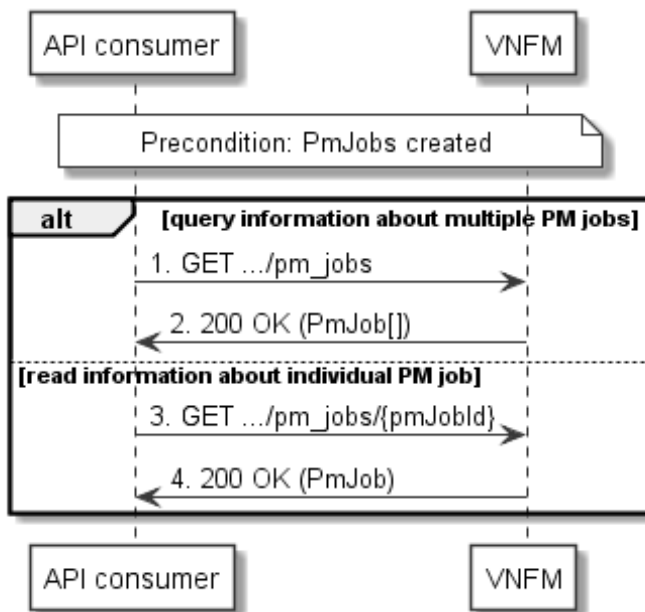 API consumer
VNFM
Precondition: PmJobs created
alt
[query information about multiple PM jobs]
1. GET .../pm_jobs
2. 200 OK (PmJob[])
[read information about individual PM job]
3. GET .../pm_jobs/{pmJobId}
4. 200 OK (PmJob)
API consumer
VNFM